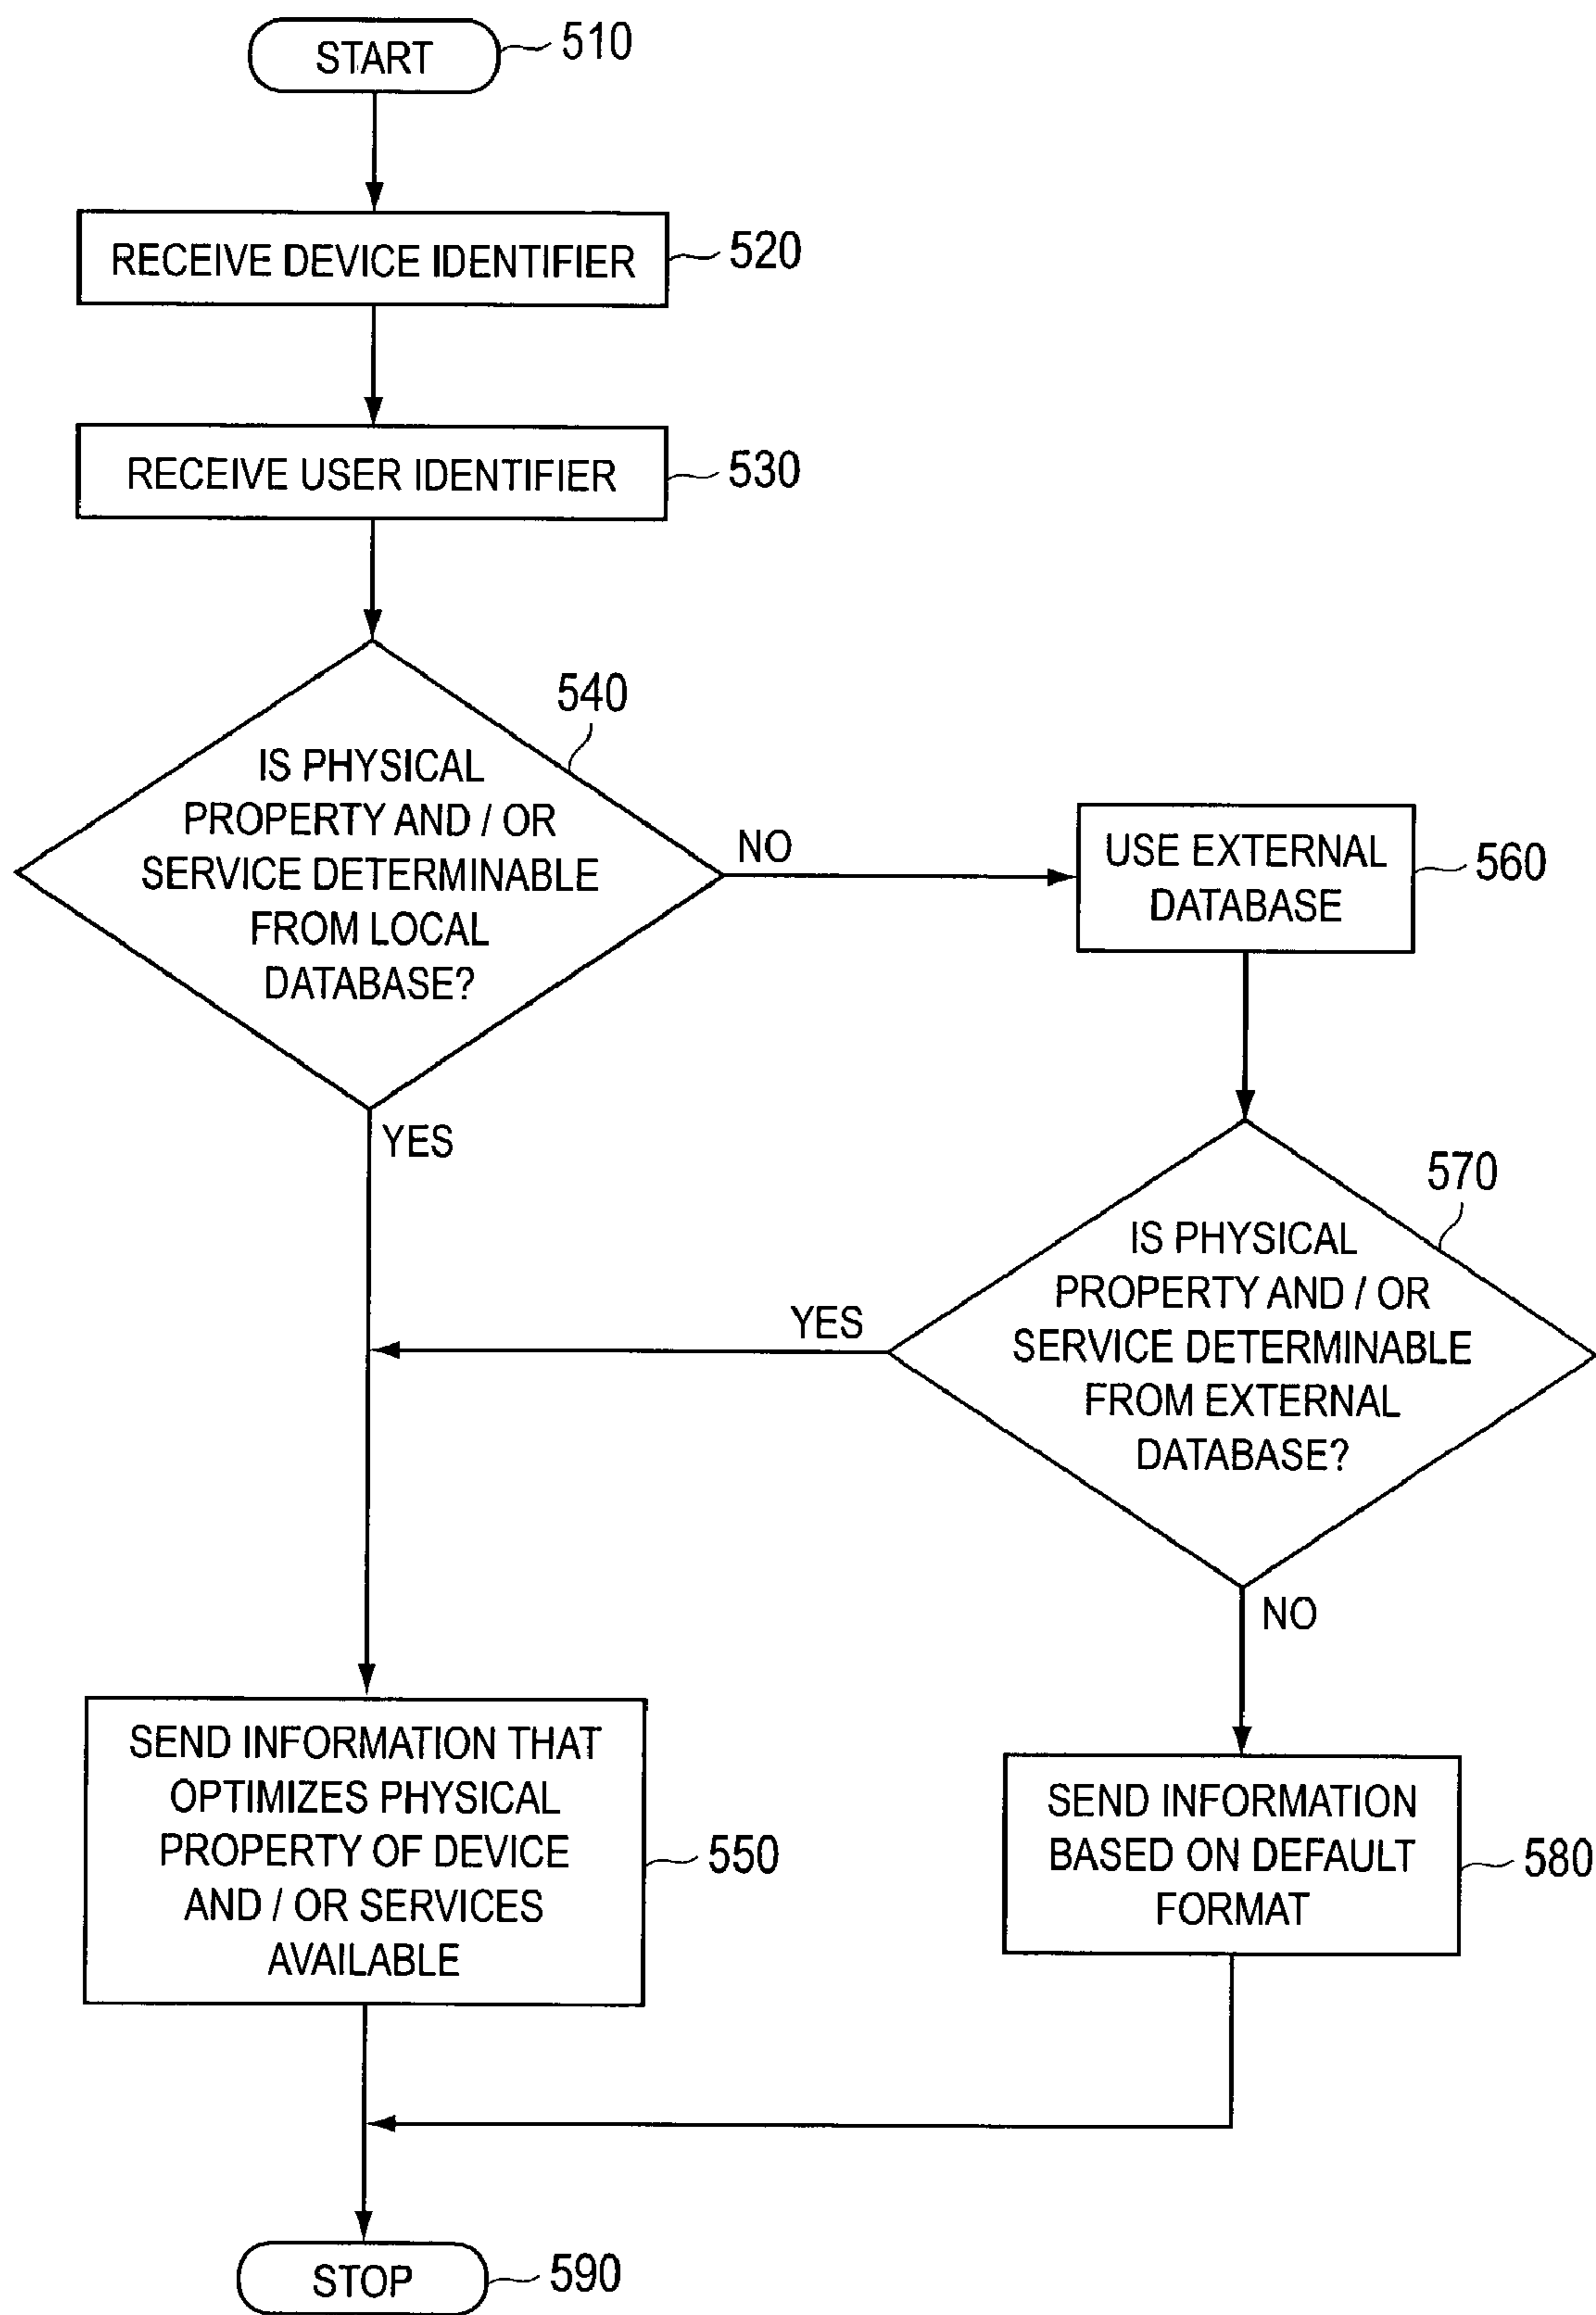 START
510
RECEIVE DEVICE IDENTIFIER
520
RECEIVE USER IDENTIFIER
530
540
IS PHYSICAL
PROPERTY AND / OR
SERVICE DETERMINABLE
FROM LOCAL
DATABASE?
NO
YES
USE EXTERNAL
DATABASE
560
570
IS PHYSICAL
PROPERTY AND / OR
SERVICE DETERMINABLE
FROM EXTERNAL
DATABASE?
YES
NO
SEND INFORMATION THAT
OPTIMIZES PHYSICAL
PROPERTY OF DEVICE
AND / OR SERVICES
AVAILABLE
550
SEND INFORMATION
BASED ON DEFAULT
FORMAT
580
STOP
590